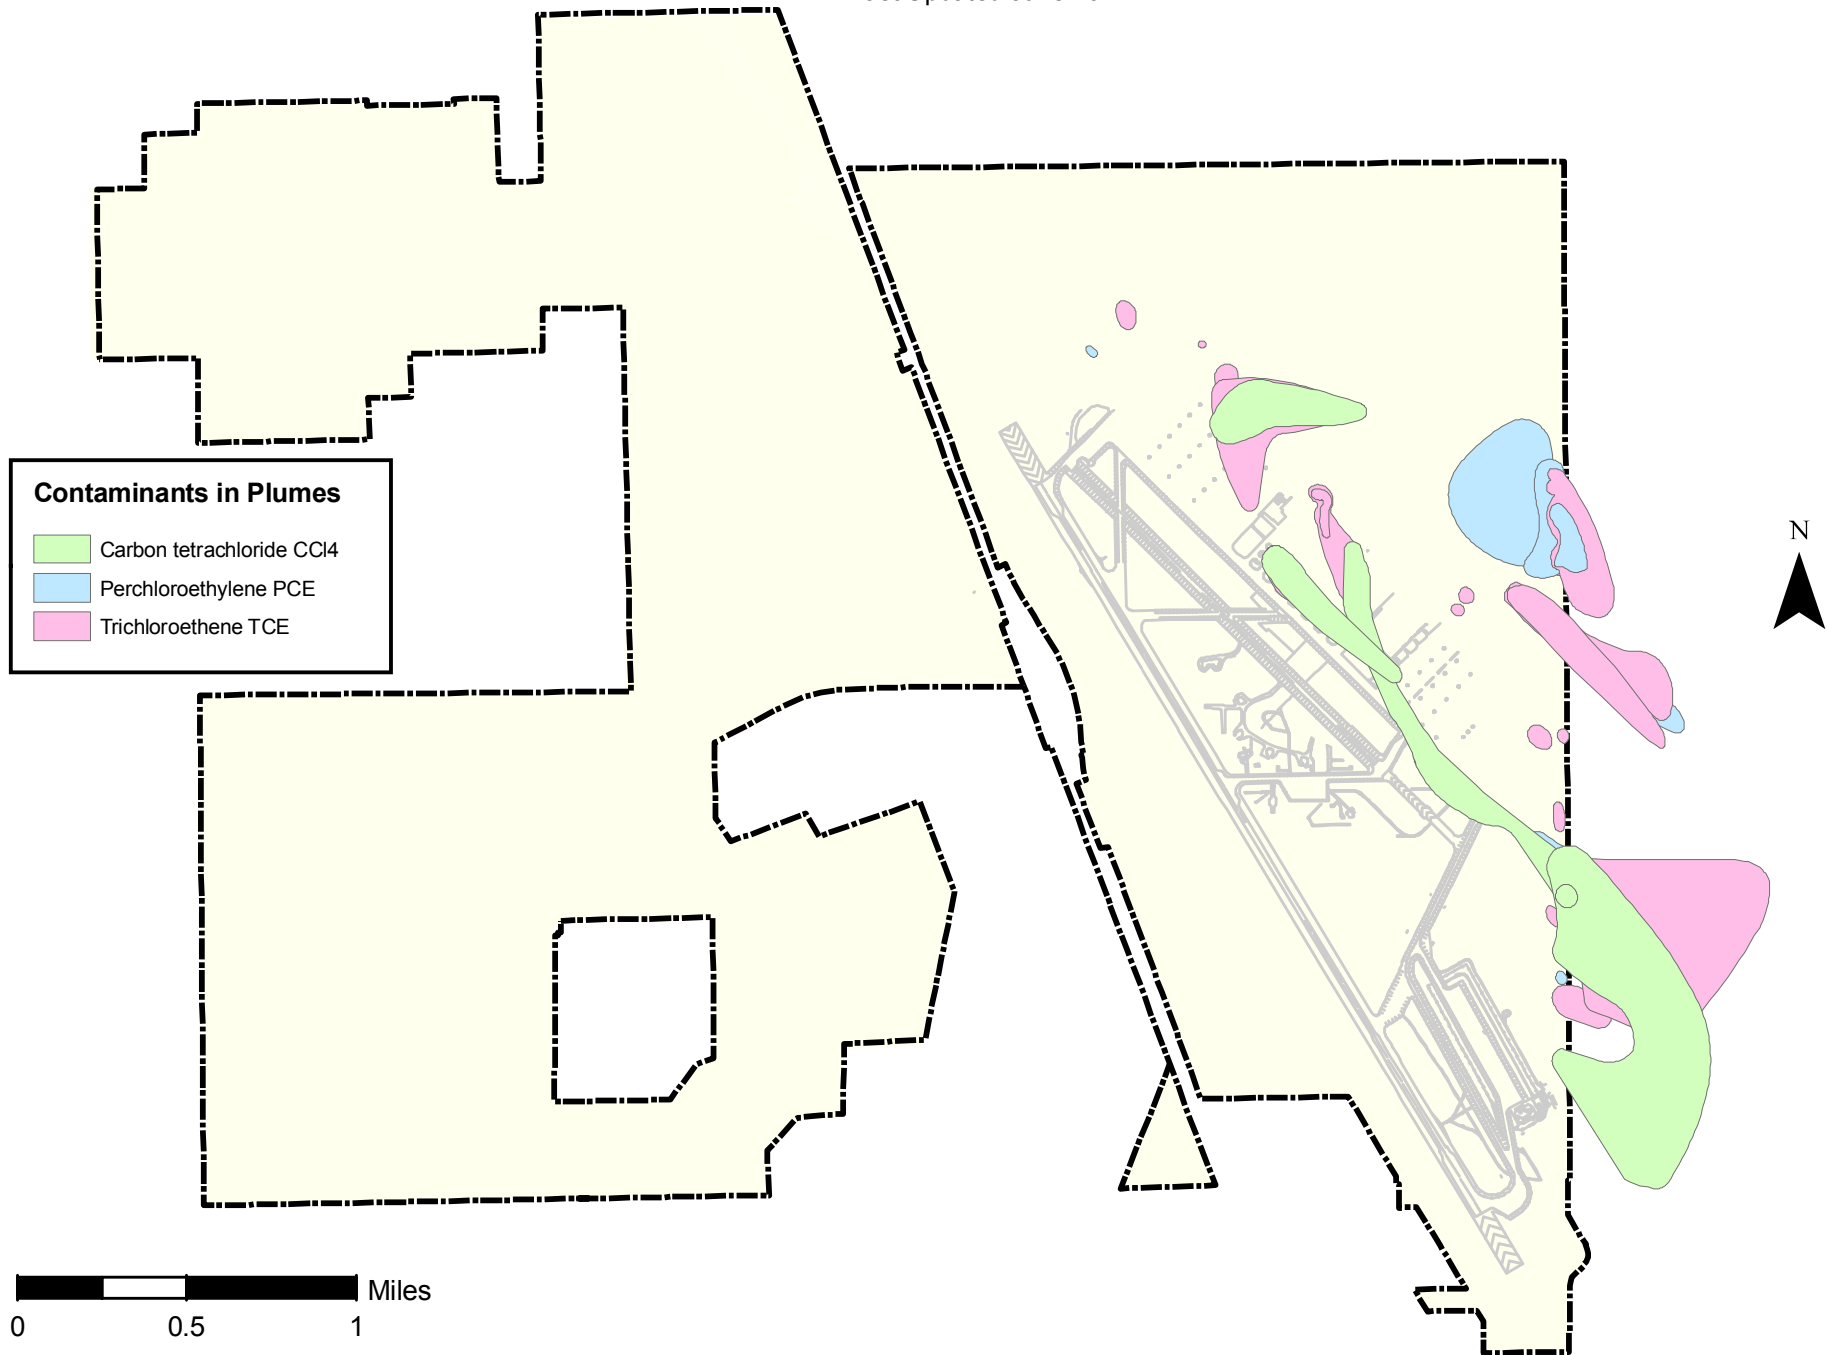 Contaminants in Plumes
Carbon tetrachloride CCl4
Perchloroethylene PCE
Trichloroethene TCE
N
Miles
0 0.5 1